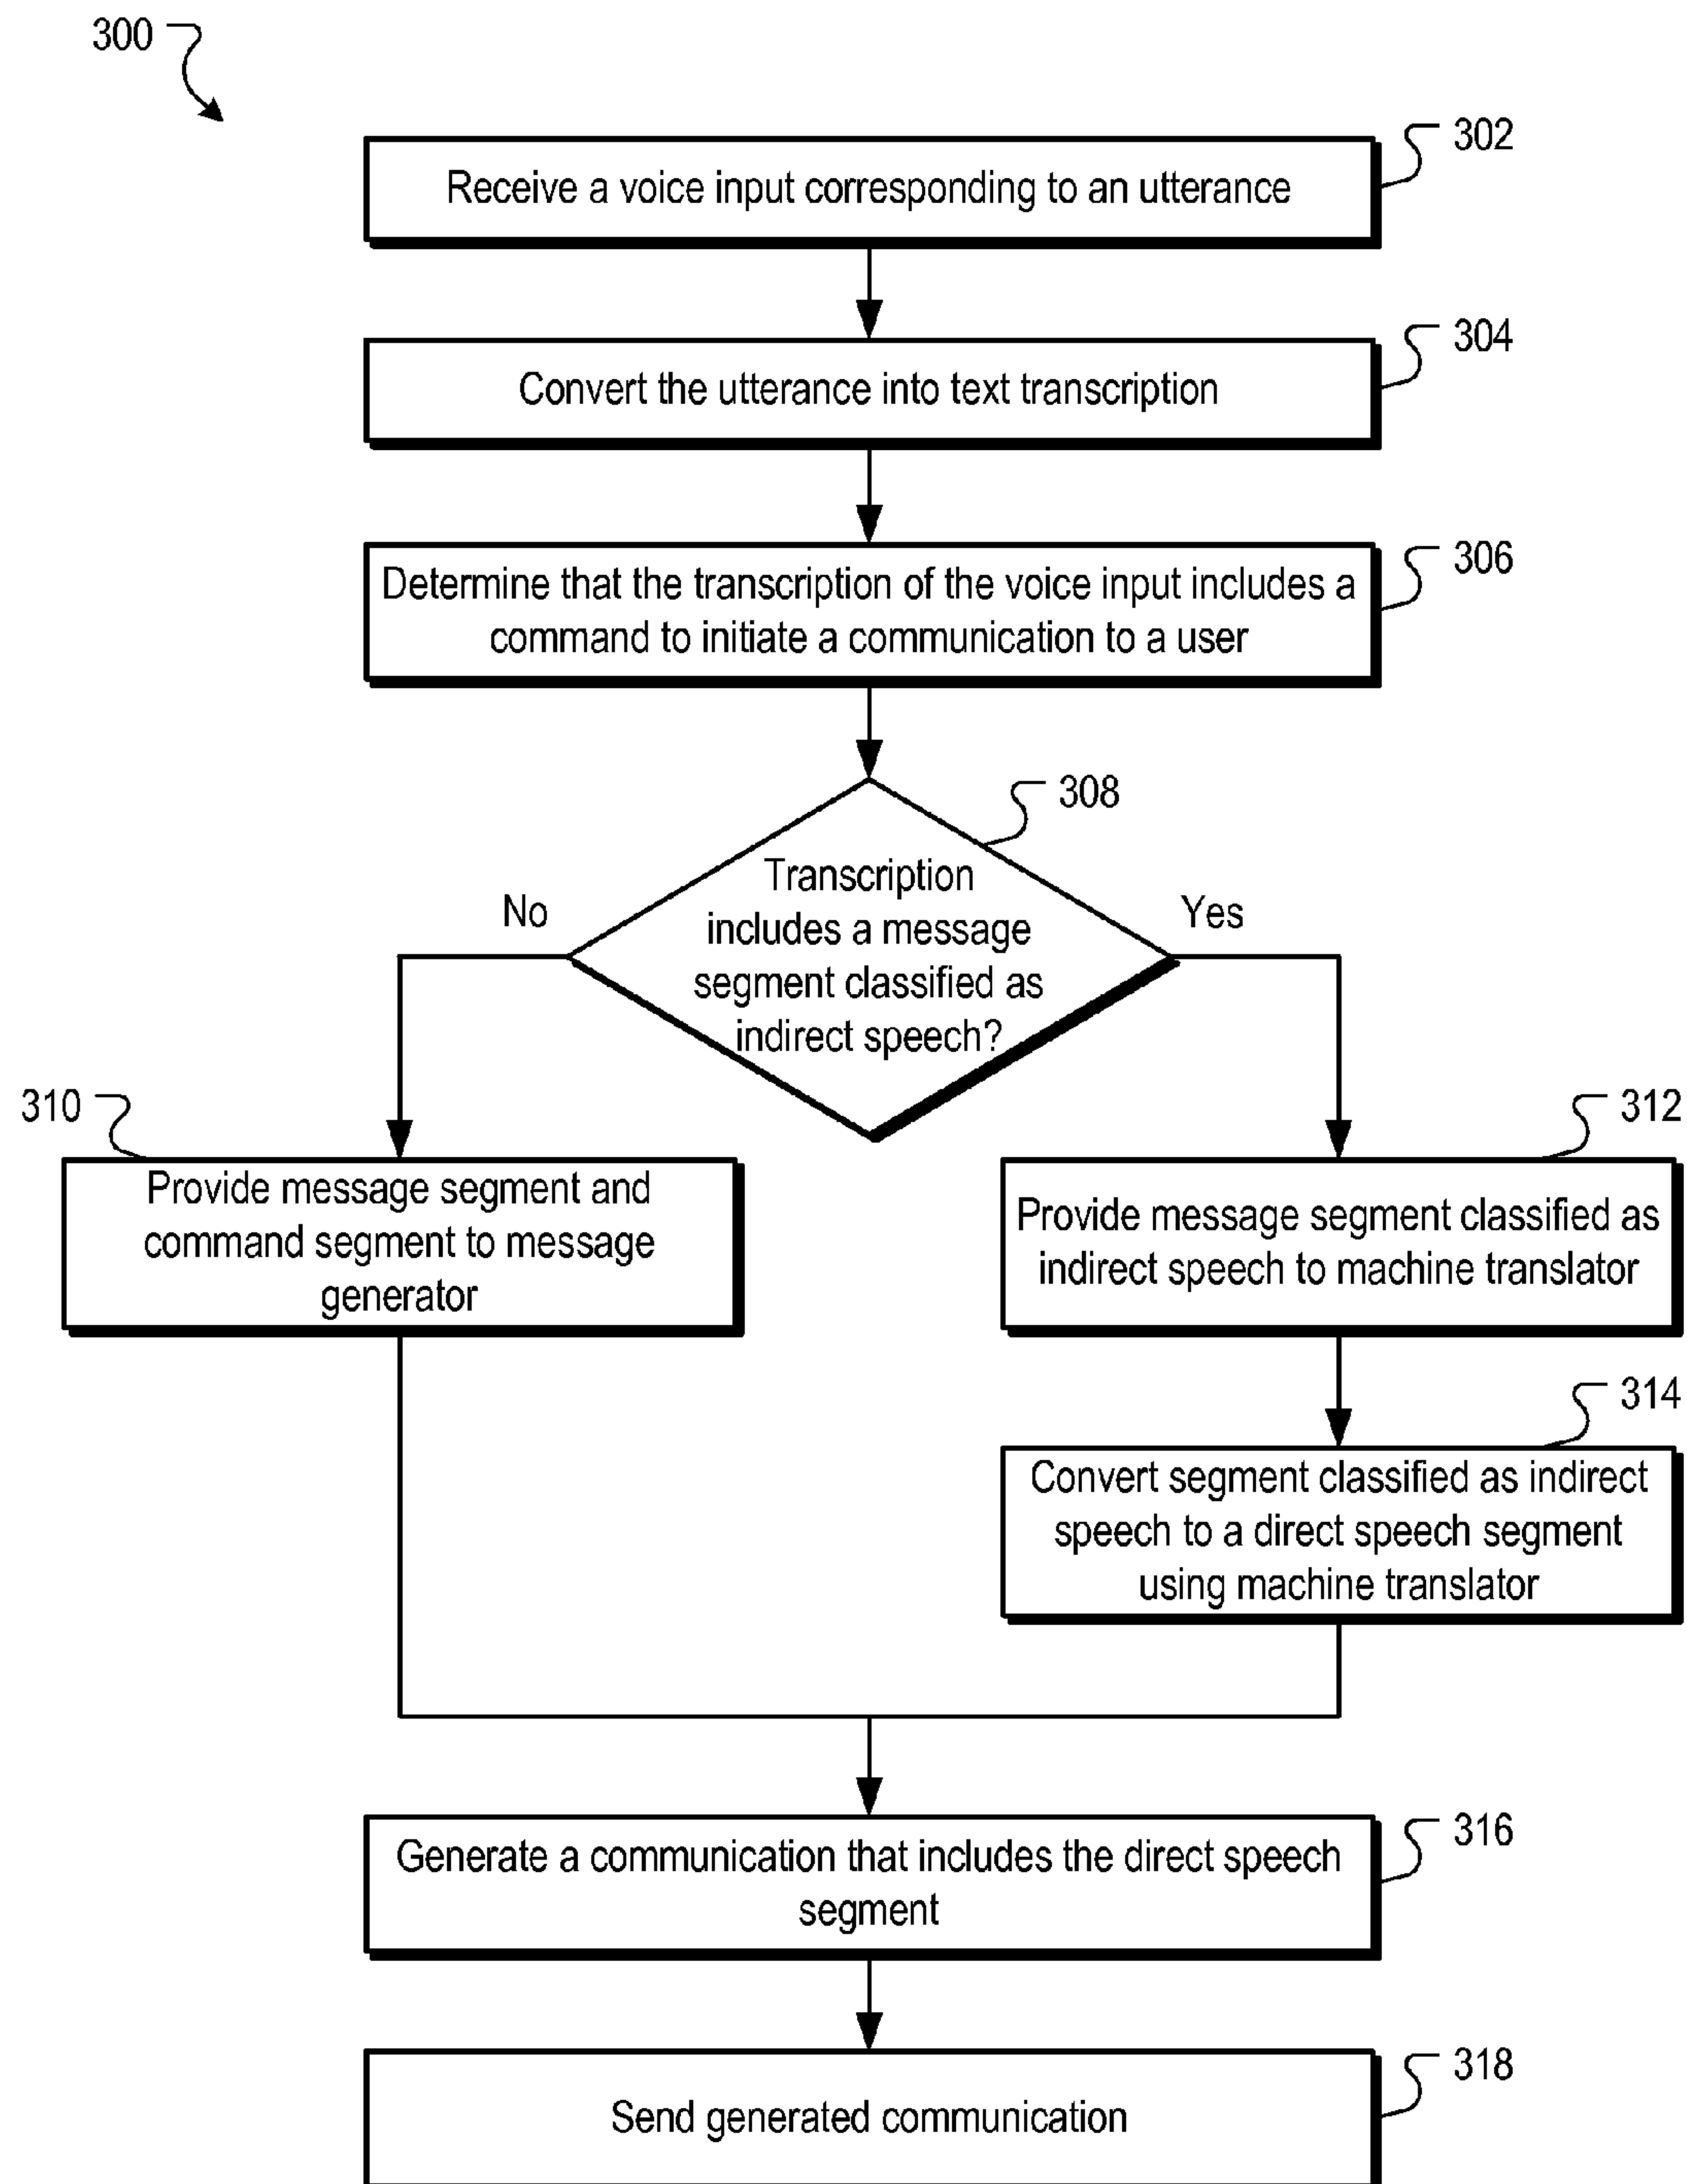 300
302
Receive a voice input corresponding to an utterance
304
Convert the utterance into text transcription
306
Determine that the transcription of the voice input includes a
command to initiate a communication to a user
308
Transcription
includes a message
segment classified as
indirect speech?
No
Yes
310
Provide message segment and
command segment to message
generator
312
Provide message segment classified as
indirect speech to machine translator
314
Convert segment classified as indirect
speech to a direct speech segment
using machine translator
316
Generate a communication that includes the direct speech
segment
318
Send generated communication